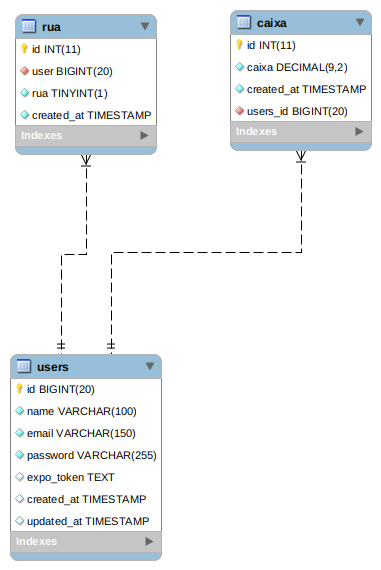 rua
id INT(11)
user BIGINT(20)
rua TINYINT(1)
created_at TIMESTAMP
Indexes
caixa
id INT(11)
caixa DECIMAL(9,2)
created_at TIMESTAMP
users_id BIGINT(20)
Indexes
users
id BIGINT(20)
name VARCHAR(100)
email VARCHAR(150)
password VARCHAR(255)
expo_token TEXT
created_at TIMESTAMP
updated_at TIMESTAMP
Indexes